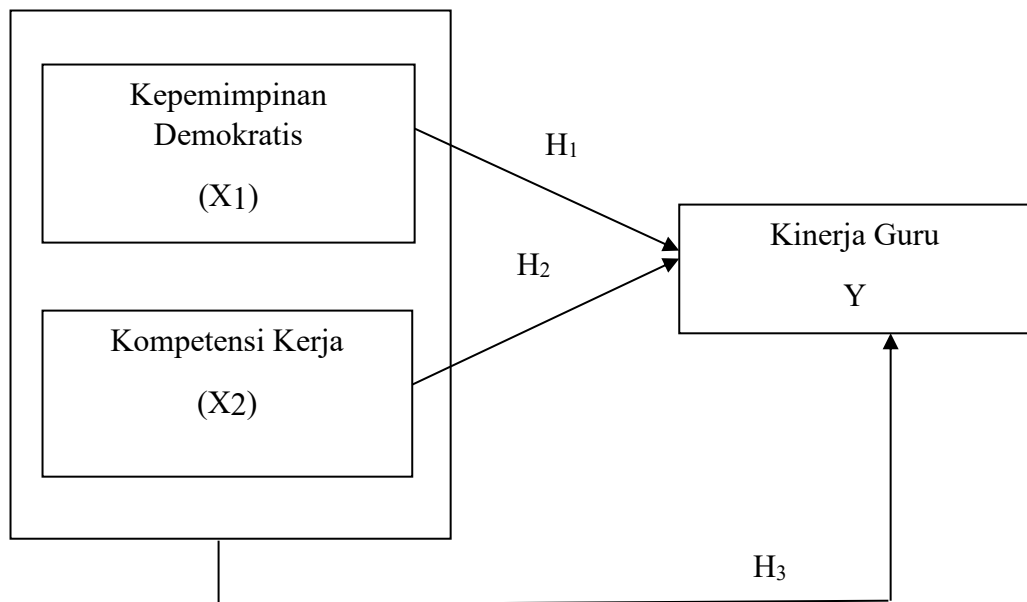 Kepemimpinan
Demokratis
(X1)
H₁
Kinerja Guru
Y
H₂
Kompetensi Kerja
(X2)
H₃